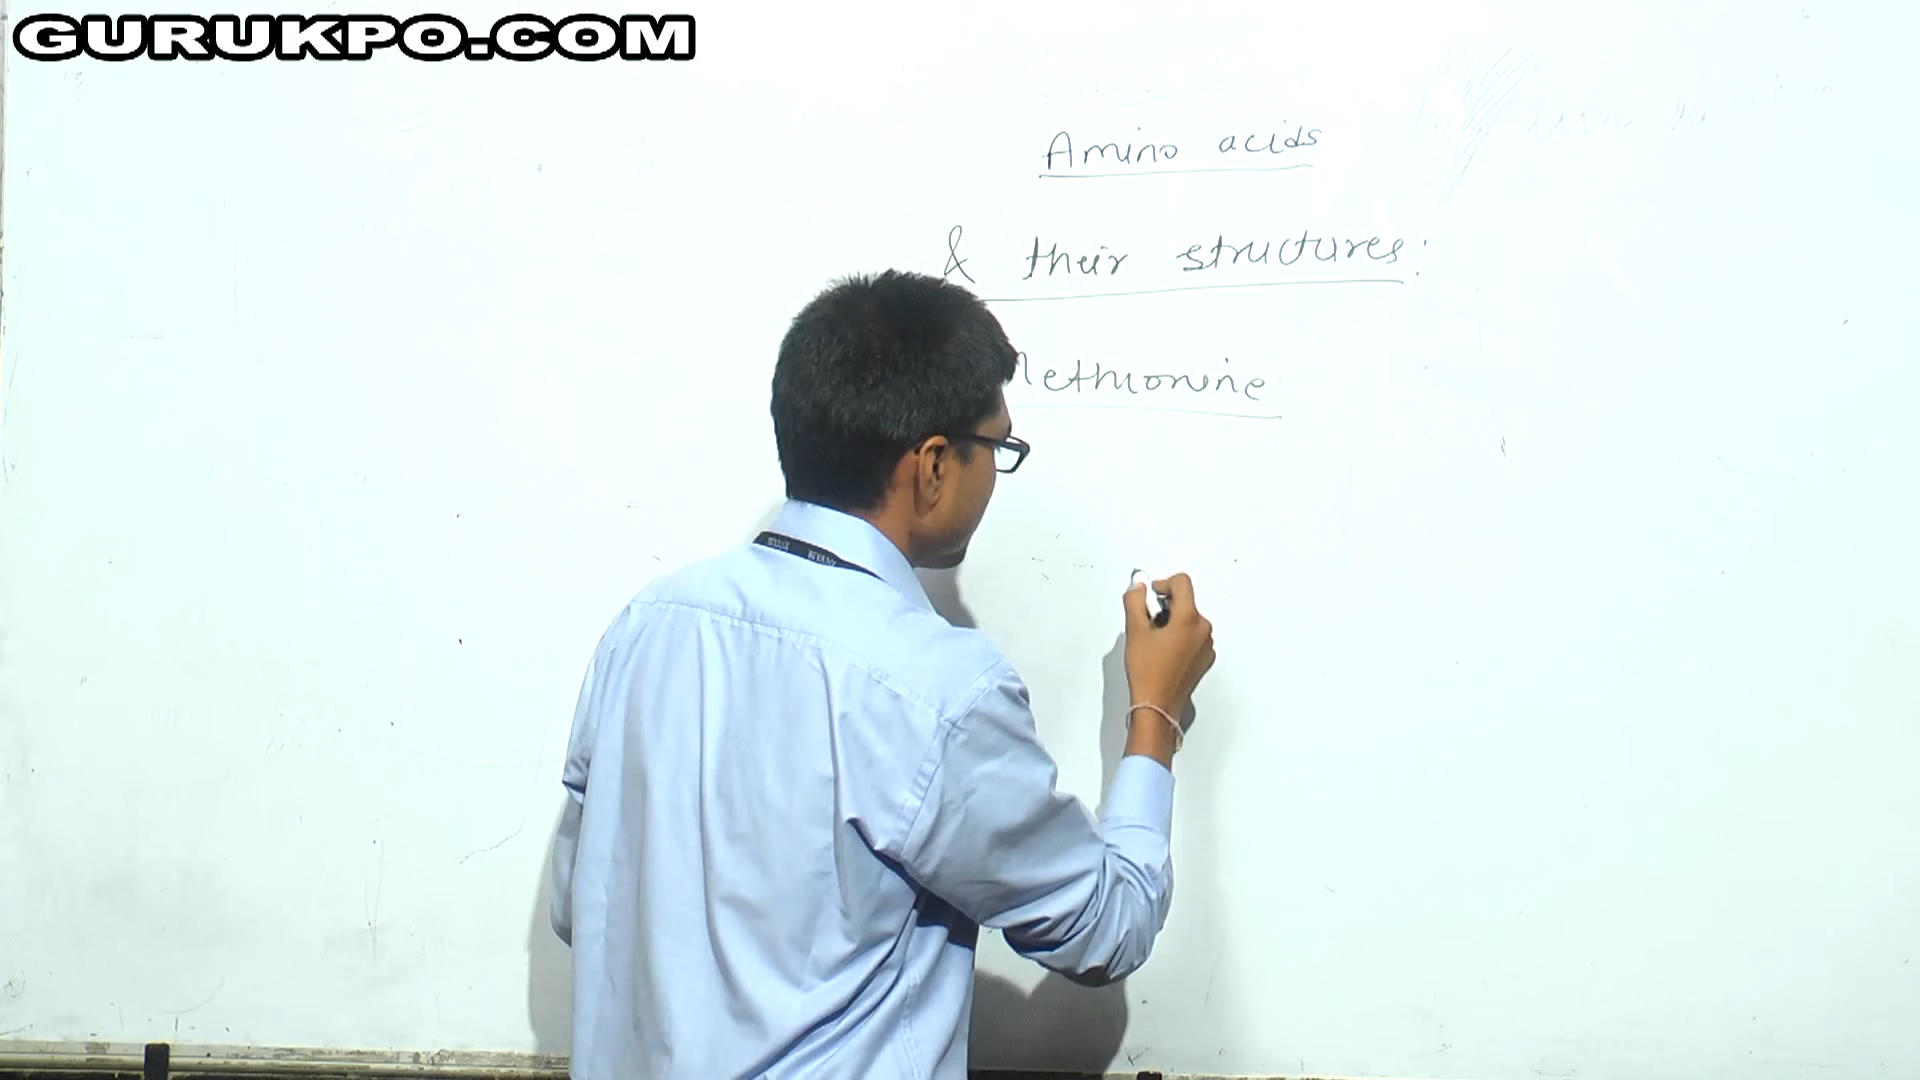 GURUKPO.COM
Amino acids
& their structures:
Methionine